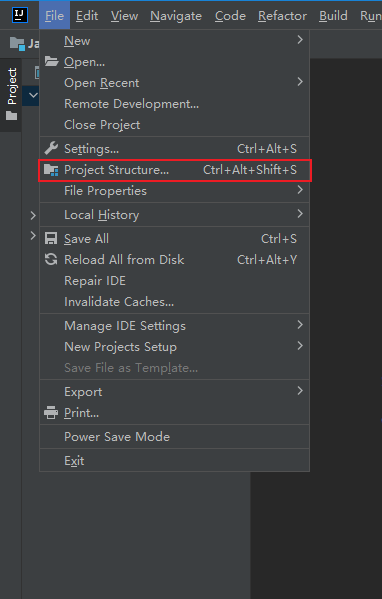 IJ File Edit View Navigate Code Refactor Build Run
Ja
Project
New
Open...
Open Recent
Remote Development...
Close Project
Settings... Ctrl+Alt+S
Project Structure... Ctrl+Alt+Shift+S
File Properties
Local History
Save All Ctrl+S
Reload All from Disk Ctrl+Alt+Y
Repair IDE
Invalidate Caches...
Manage IDE Settings
New Projects Setup
Save File as Template...
Export
Print...
Power Save Mode
Exit